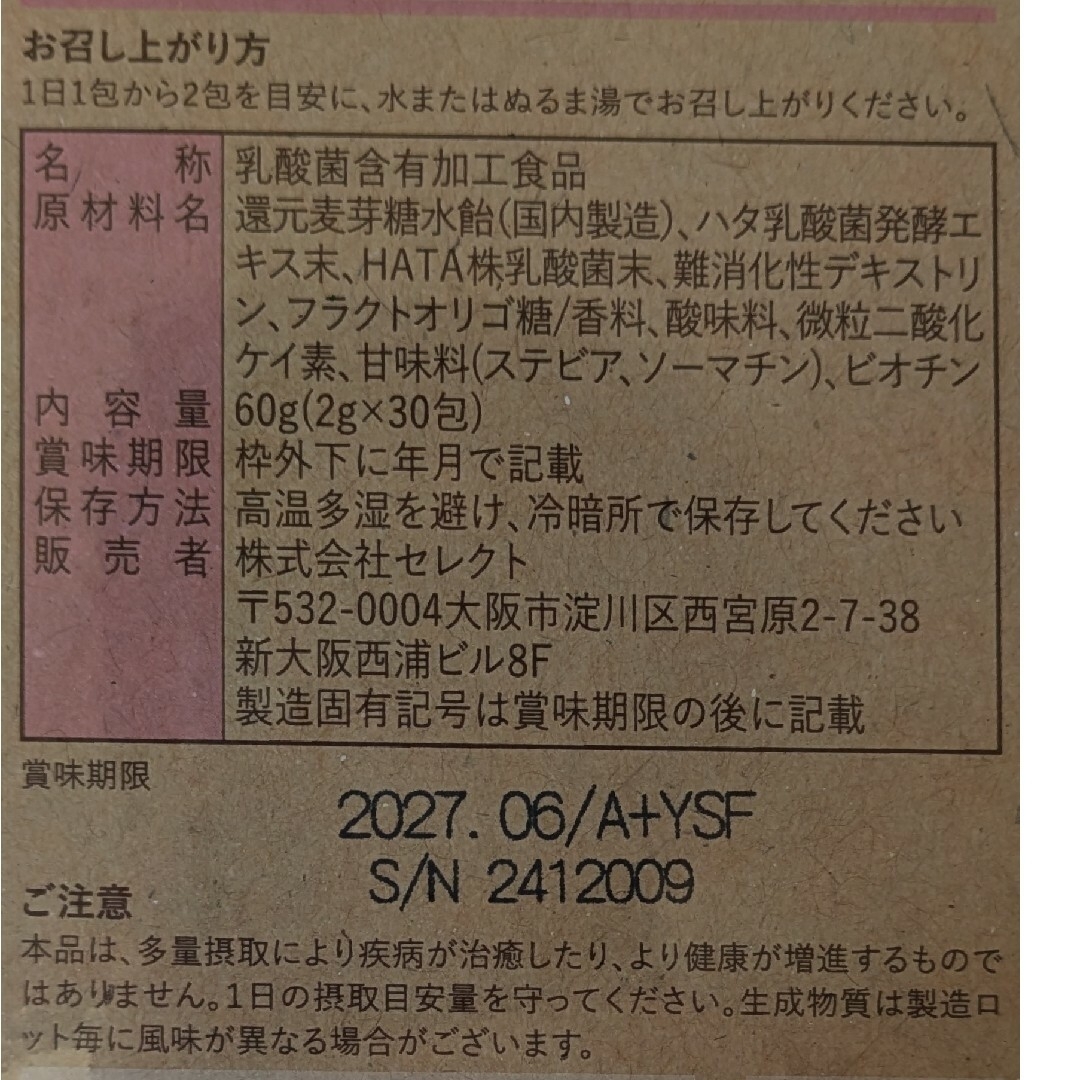 お召し上がり方
1日1包から2包を目安に、水またはぬるま湯でお召し上がりください。
名称 乳酸菌含有加工食品
原材料名 還元麦芽糖水飴(国内製造)、ハタ乳酸菌発酵エ
キス末、HATA株乳酸菌末、難消化性デキストリ
ン、フラクトオリゴ糖/香料、酸味料、微粒二酸化
ケイ素、甘味料(ステビア、ソーマチン)、ビオチン
内容量 60g(2g×30包)
賞味期限 枠外下に年月で記載
保存方法 高温多湿を避け、冷暗所で保存してください
販売者 株式会社セレクト
〒532-0004大阪市淀川区西宮原2-7-38
新大阪西浦ビル8F
製造固有記号は賞味期限の後に記載
賞味期限
2027.06/A+YSF
S/N 2412009
ご注意
本品は、多量摂取により疾病が治癒したり、より健康が増進するもので
はありません。1日の摂取目安量を守ってください。生成物質は製造ロ
ット毎に風味が異なる場合がございます。